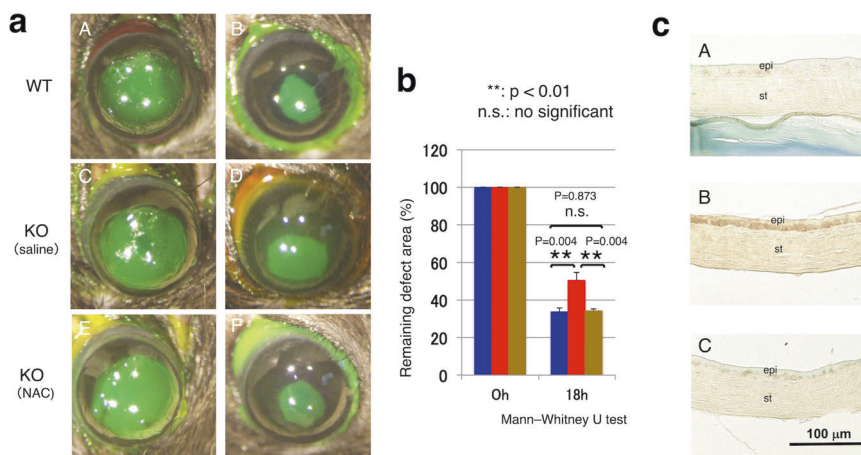 a
A
B
WT
C
D
KO
(saline)
E
F
KO
(NAC)
b
**: p < 0.01
n.s.: no significant
120
100
80
60
40
20
0
Remaining defect area (%)
P=0.873
n.s.
P=0.004 P=0.004
** **
0h 18h
Mann–Whitney U test
c
A
epi
st
B
epi
st
C
epi
st
100 μm